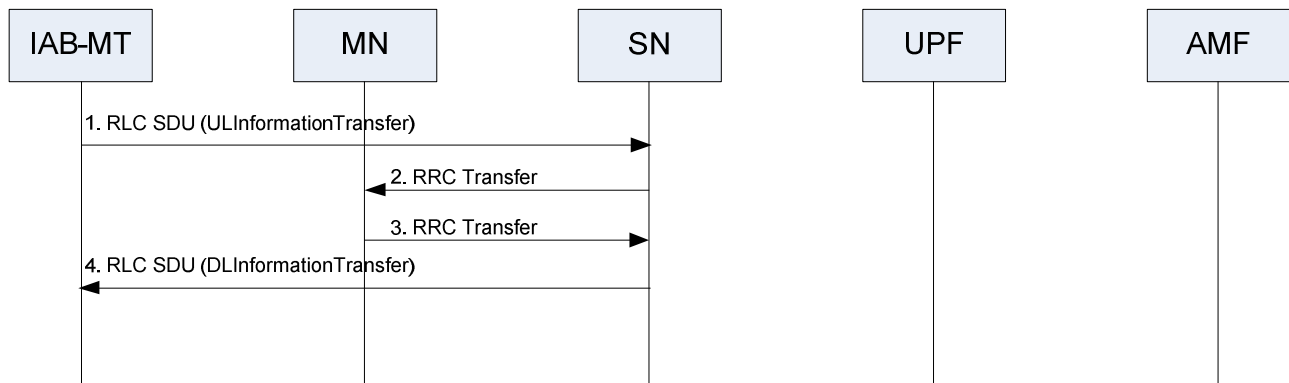 IAB-MT
MN
SN
UPF
AMF
1. RLC SDU (ULInformationTransfer)
2. RRC Transfer
3. RRC Transfer
4. RLC SDU (DLInformationTransfer)